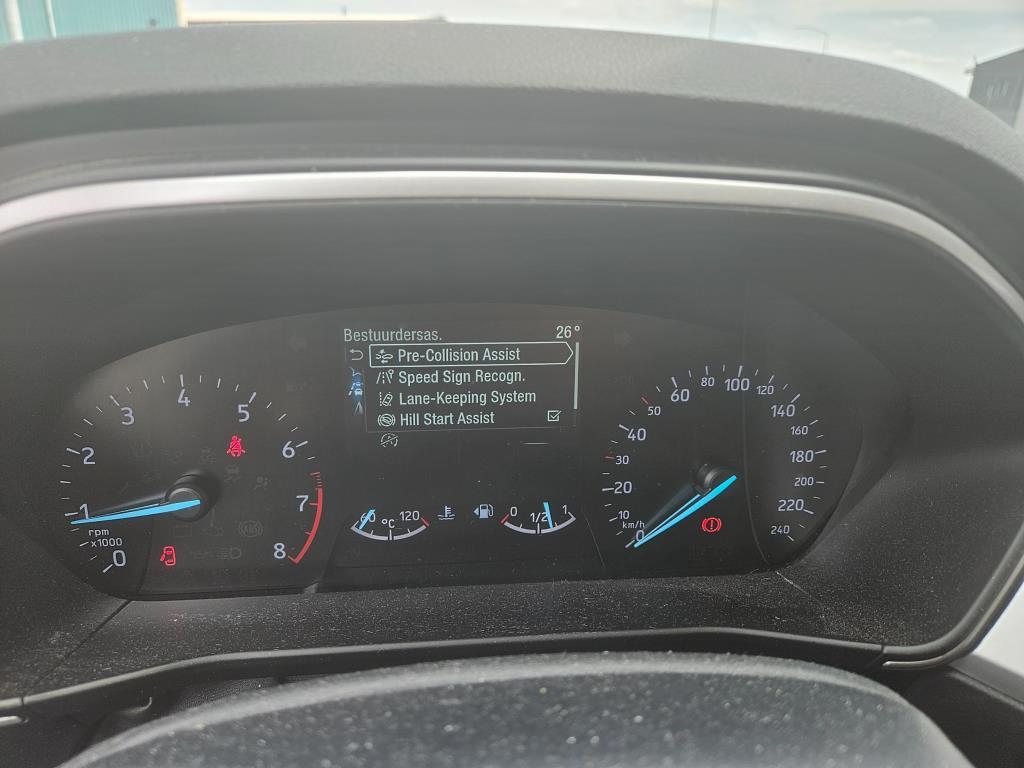 Bestuurdersas. 26°
Pre-Collision Assist
Speed Sign Recogn.
Lane-Keeping System
Hill Start Assist
0
1
2
3
4
5
6
7
8
rpm
x1000
60 °C 120
0 1/2 1
km/h
0
10
20
30
40
50
60
80
100
120
140
160
180
200
220
240